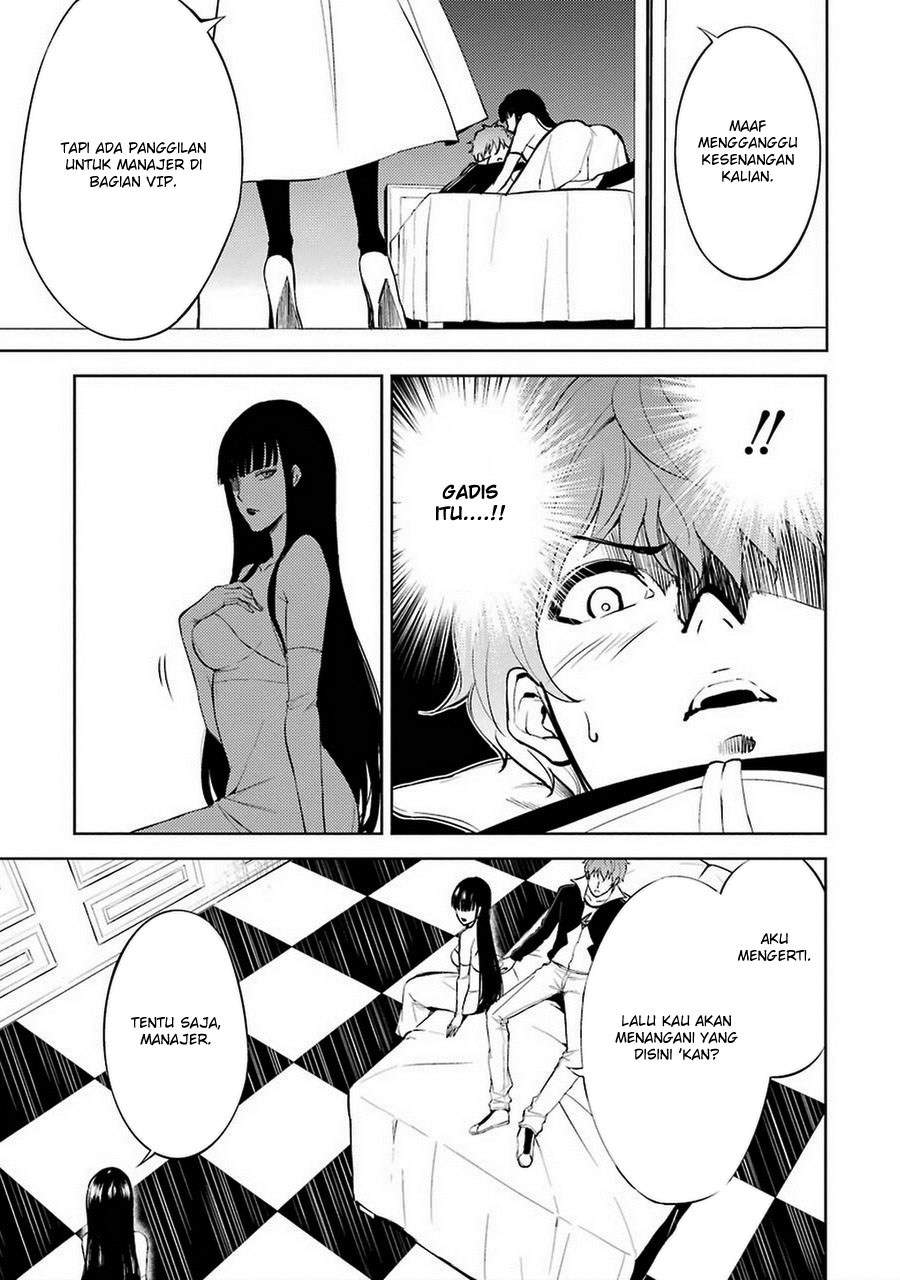 MAAF
MENGGANGGU
KESENANGAN
KALIAN.
TAPI ADA PANGGILAN
UNTUK MANAJER DI
BAGIAN VIP.
!!
GADIS
ITU....!!
AKU
MENGERTI.
LALU KAU AKAN
MENANGANI YANG
DISINI 'KAN?
TENTU SAJA,
MANAJER.